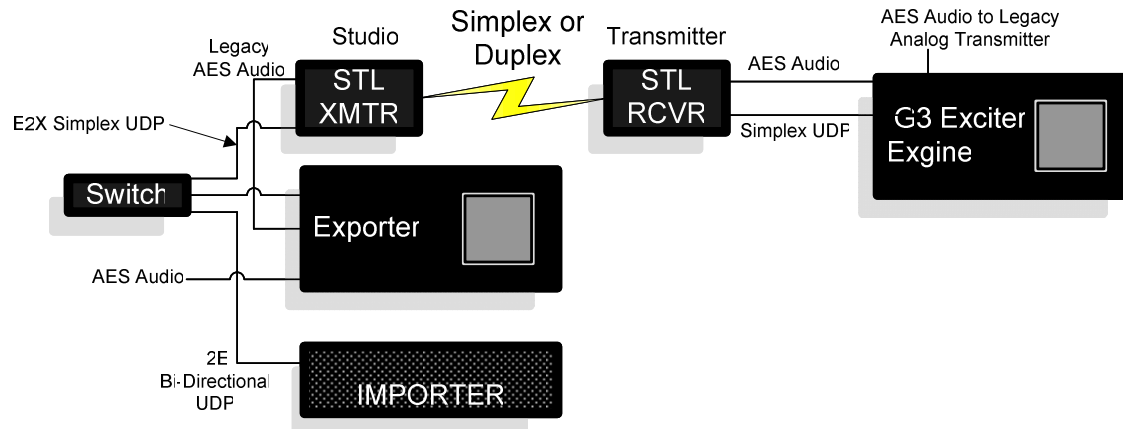 Studio
Simplex or
Duplex
Transmitter
AES Audio to Legacy
Analog Transmitter
Legacy
AES Audio
STL
XMTR
STL
RCVR
AES Audio
Simplex UDP
G3 Exciter
Exgine
E2X Simplex UDP
Switch
Exporter
AES Audio
2E
Bi-Directional
UDP
IMPORTER